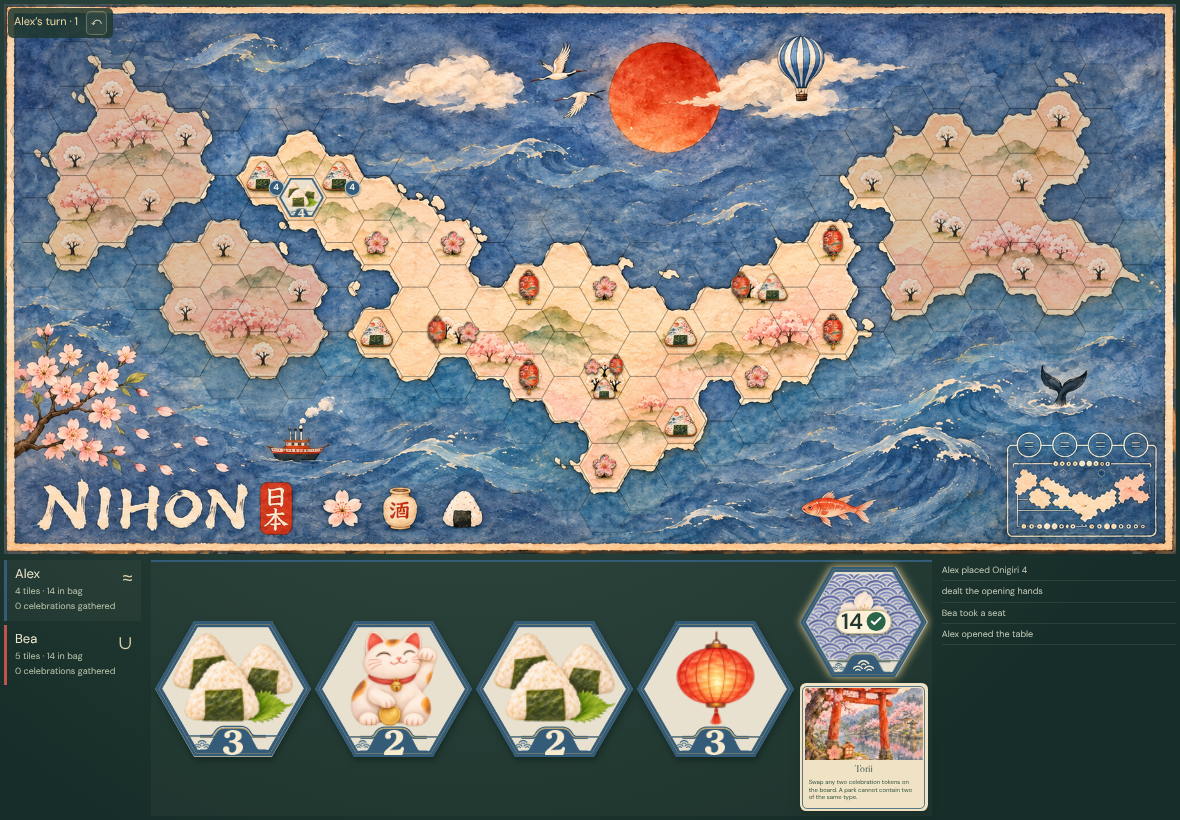 Alex's turn · 1
4
4
4
NIHON
日本
酒
Alex
4 tiles · 14 in bag
0 celebrations gathered
Bea
5 tiles · 14 in bag
0 celebrations gathered
3
2
2
3
14
Torii
Swap any two celebration tokens on
the board. A park cannot contain two
of the same type.
Alex placed Onigiri 4
dealt the opening hands
Bea took a seat
Alex opened the table